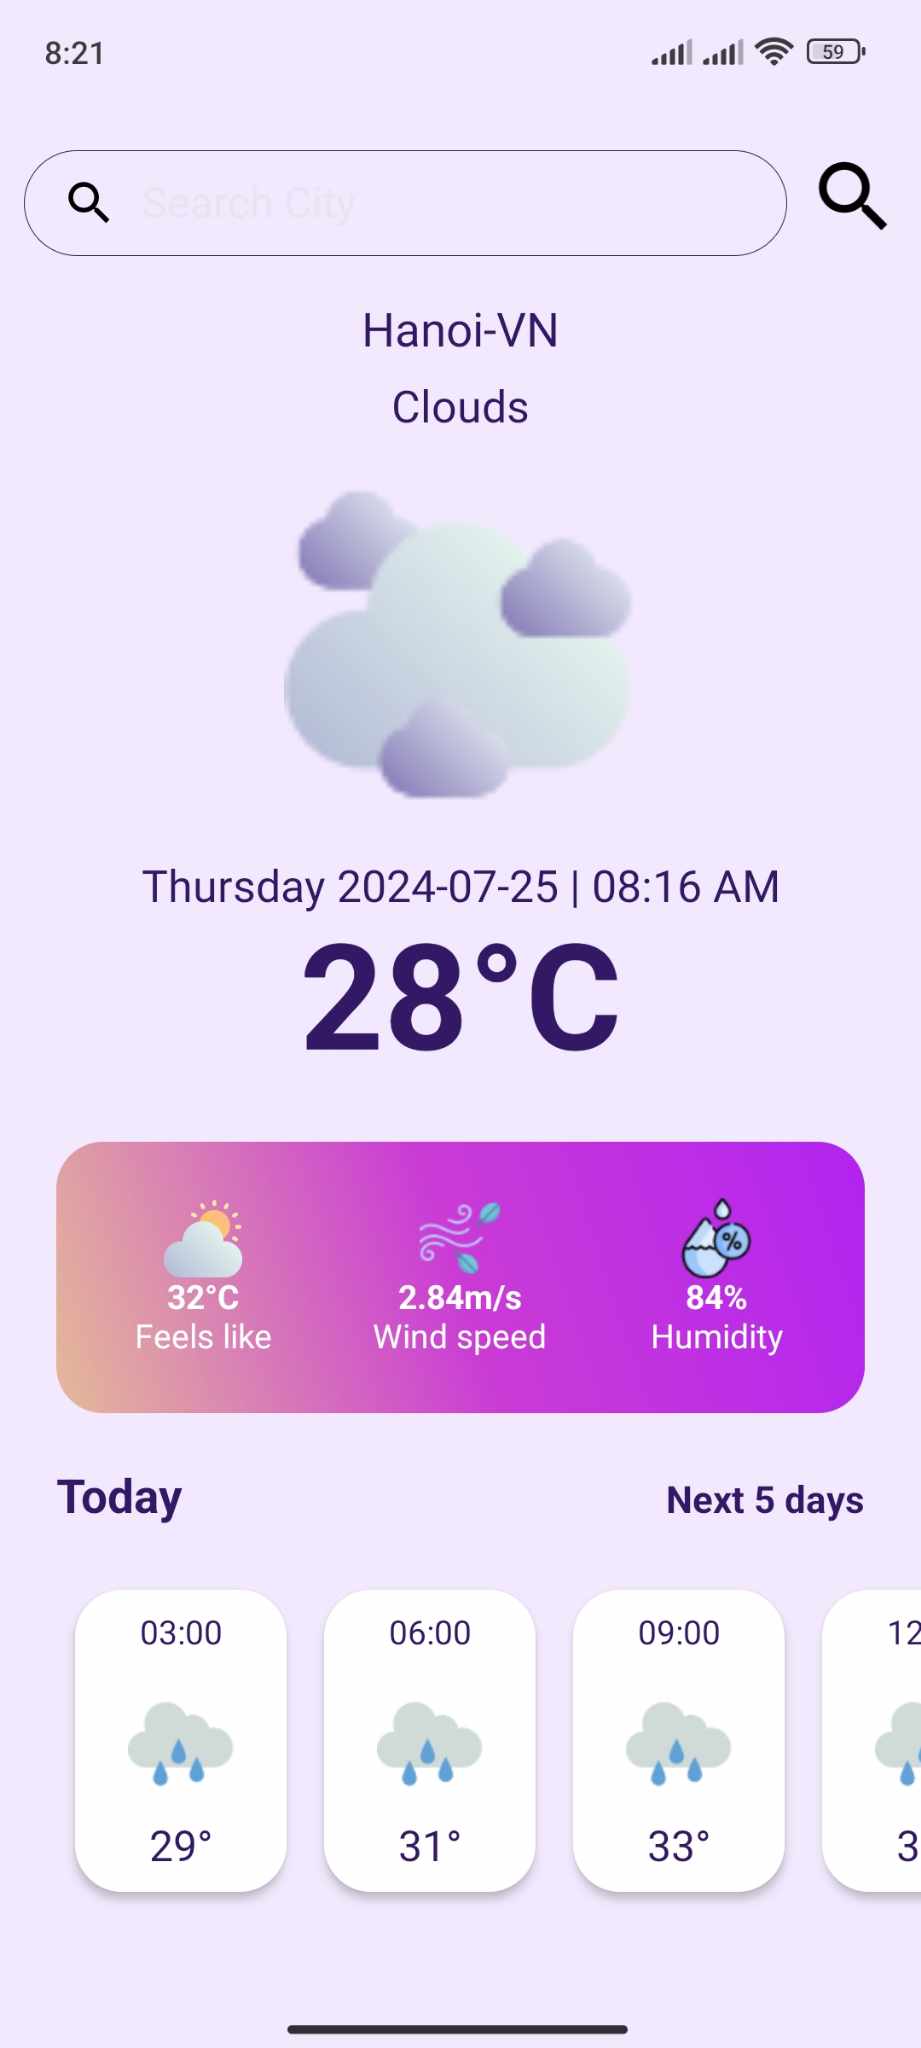 8:21
59
Search City
Hanoi-VN
Clouds
Thursday 2024-07-25 | 08:16 AM
28°C
%
32°C 2.84m/s 84%
Feels like Wind speed Humidity
Today Next 5 days
03:00 06:00 09:00 12
29° 31° 33° 3